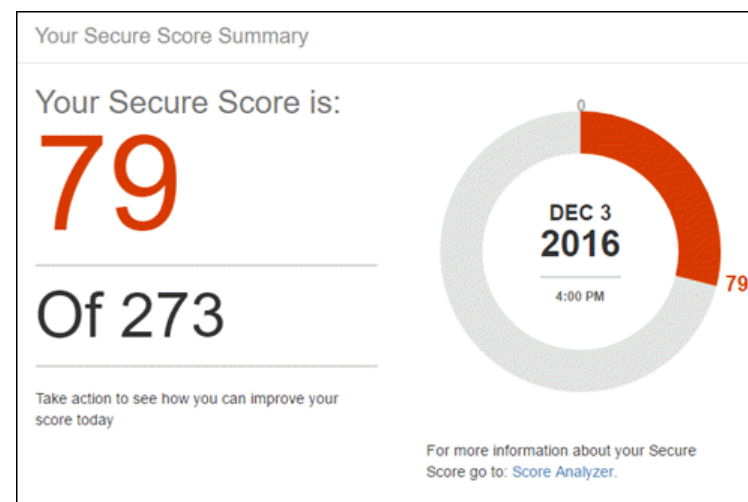 Your Secure Score Summary
Your Secure Score is:
79
Of 273
Take action to see how you can improve your
score today
0
DEC 3
2016
4:00 PM
79
For more information about your Secure
Score go to: Score Analyzer.